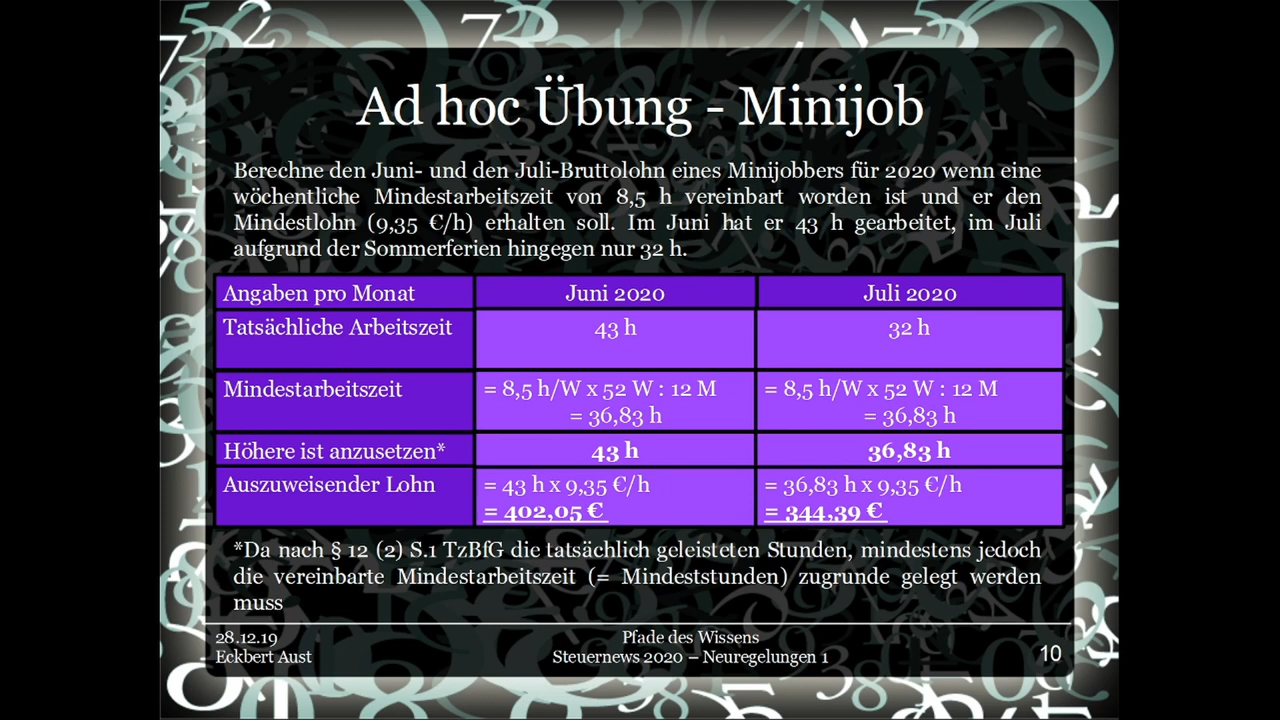 Ad hoc Übung - Minijob
Berechne den Juni- und den Juli-Bruttolohn eines Minijobbers für 2020 wenn eine
wöchentliche Mindestarbeitszeit von 8,5 h vereinbart worden ist und er den
Mindestlohn (9,35 €/h) erhalten soll. Im Juni hat er 43 h gearbeitet, im Juli
aufgrund der Sommerferien hingegen nur 32 h.
Angaben pro Monat Juni 2020 Juli 2020
Tatsächliche Arbeitszeit 43 h 32 h
Mindestarbeitszeit = 8,5 h/W x 52 W : 12 M = 8,5 h/W x 52 W : 12 M
= 36,83 h = 36,83 h
Höhere ist anzusetzen* 43 h 36,83 h
Auszuweisender Lohn = 43 h x 9,35 €/h = 36,83 h x 9,35 €/h
= 402,05 € = 344,39 €
*Da nach § 12 (2) S.1 TzBfG die tatsächlich geleisteten Stunden, mindestens jedoch
die vereinbarte Mindestarbeitszeit (= Mindeststunden) zugrunde gelegt werden
muss
28.12.19 Pfade des Wissens
Eckbert Aust Steuernews 2020 – Neuregelungen 1 10